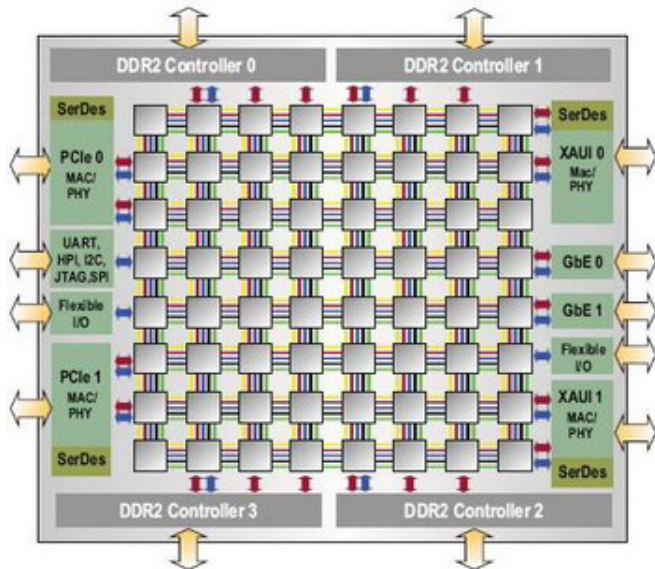 DDR2 Controller 0
DDR2 Controller 1
SerDes
PCIe 0
MAC/
PHY
UART,
HPI, I2C,
JTAG,SPI
Flexible
I/O
PCIe 1
MAC/
PHY
SerDes
SerDes
XAUI 0
Mac/
PHY
GbE 0
GbE 1
Flexible
I/O
XAUI 1
MAC/
PHY
SerDes
DDR2 Controller 3
DDR2 Controller 2